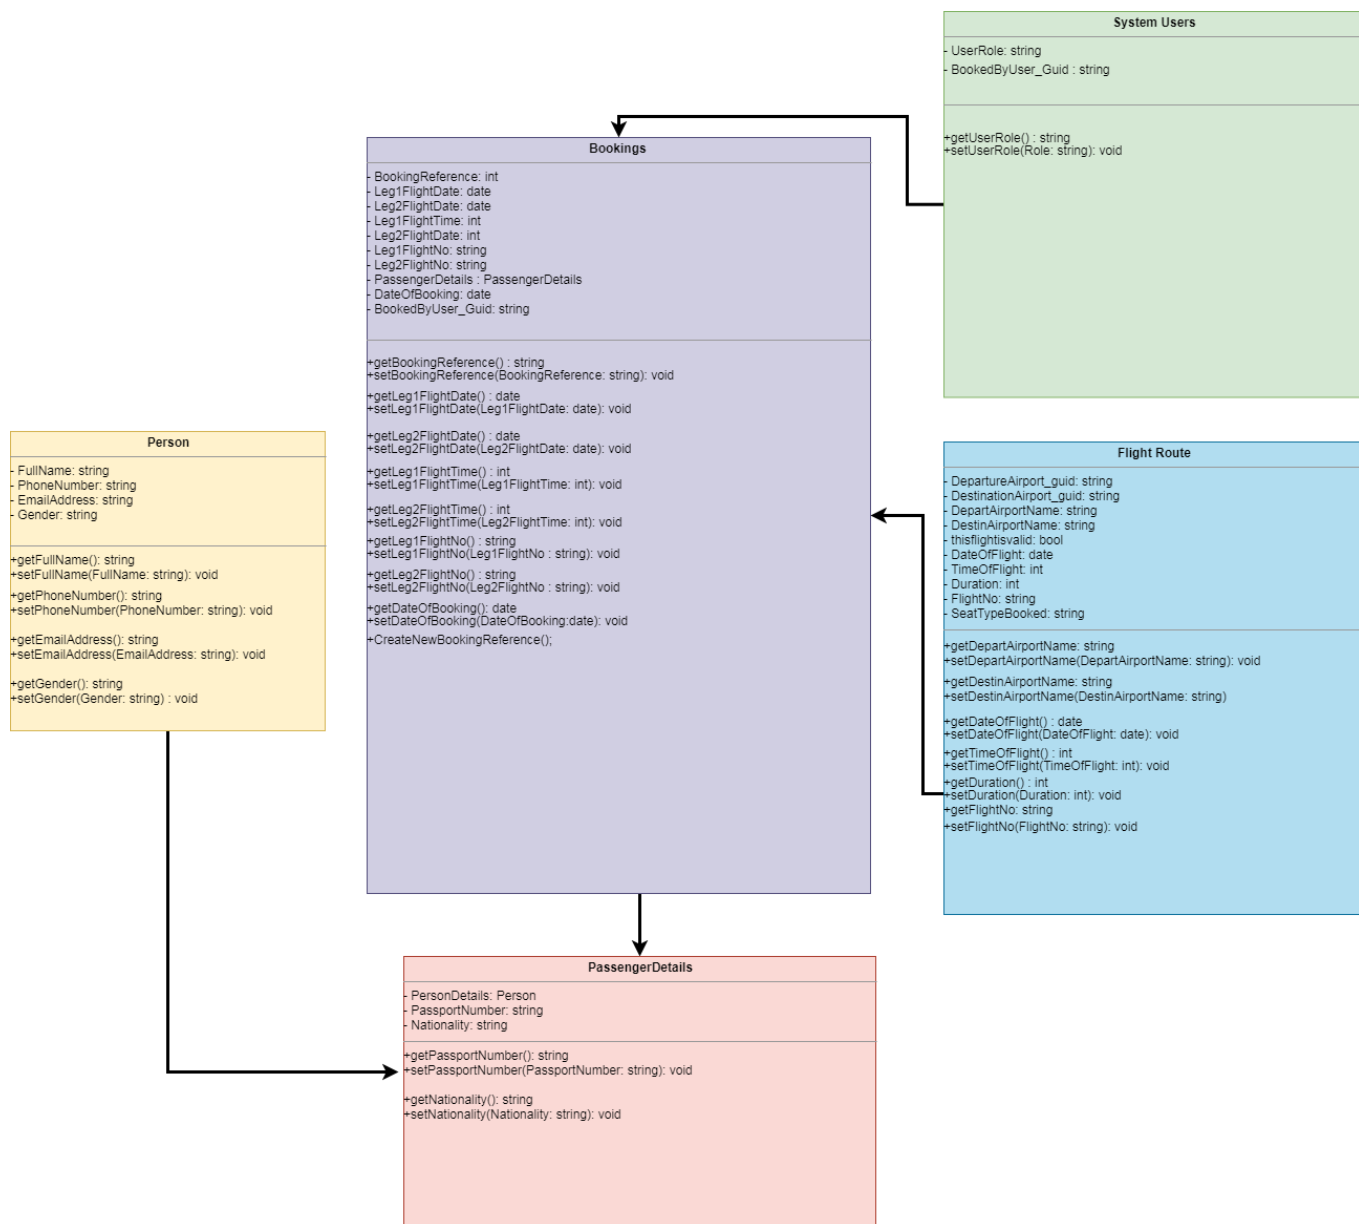 System Users
- UserRole: string
- BookedByUser_Guid : string
+getUserRole() : string
+setUserRole(Role: string): void
Bookings
- BookingReference: int
- Leg1FlightDate: date
- Leg2FlightDate: date
- Leg1FlightTime: int
- Leg2FlightDate: int
- Leg1FlightNo: string
- Leg2FlightNo: string
- PassengerDetails : PassengerDetails
- DateOfBooking: date
- BookedByUser_Guid: string
+getBookingReference() : string
+setBookingReference(BookingReference: string): void
+getLeg1FlightDate() : date
+setLeg1FlightDate(Leg1FlightDate: date): void
+getLeg2FlightDate() : date
+setLeg2FlightDate(Leg2FlightDate: date): void
+getLeg1FlightTime() : int
+setLeg1FlightTime(Leg1FlightTime: int): void
+getLeg2FlightTime() : int
+setLeg2FlightTime(Leg2FlightTime: int): void
+getLeg1FlightNo() : string
+setLeg1FlightNo(Leg1FlightNo : string): void
+getLeg2FlightNo() : string
+setLeg2FlightNo(Leg2FlightNo : string): void
+getDateOfBooking(): date
+setDateOfBooking(DateOfBooking:date): void
+CreateNewBookingReference();
Person
- FullName: string
- PhoneNumber: string
- EmailAddress: string
- Gender: string
+getFullName(): string
+setFullName(FullName: string): void
+getPhoneNumber(): string
+setPhoneNumber(PhoneNumber: string): void
+getEmailAddress(): string
+setEmailAddress(EmailAddress: string): void
+getGender(): string
+setGender(Gender: string) : void
Flight Route
- DepartureAirport_guid: string
- DestinationAirport_guid: string
- DepartAirportName: string
- DestinAirportName: string
- thisflightisvalid: bool
- DateOfFlight: date
- TimeOfFlight: int
- Duration: int
- FlightNo: string
- SeatTypeBooked: string
+getDepartAirportName: string
+setDepartAirportName(DepartAirportName: string): void
+getDestinAirportName: string
+setDestinAirportName(DestinAirportName: string)
+getDateOfFlight() : date
+setDateOfFlight(DateOfFlight: date): void
+getTimeOfFlight() : int
+setTimeOfFlight(TimeOfFlight: int): void
+getDuration() : int
+setDuration(Duration: int): void
+getFlightNo: string
+setFlightNo(FlightNo: string): void
PassengerDetails
- PersonDetails: Person
- PassportNumber: string
- Nationality: string
+getPassportNumber(): string
+setPassportNumber(PassportNumber: string): void
+getNationality(): string
+setNationality(Nationality: string): void